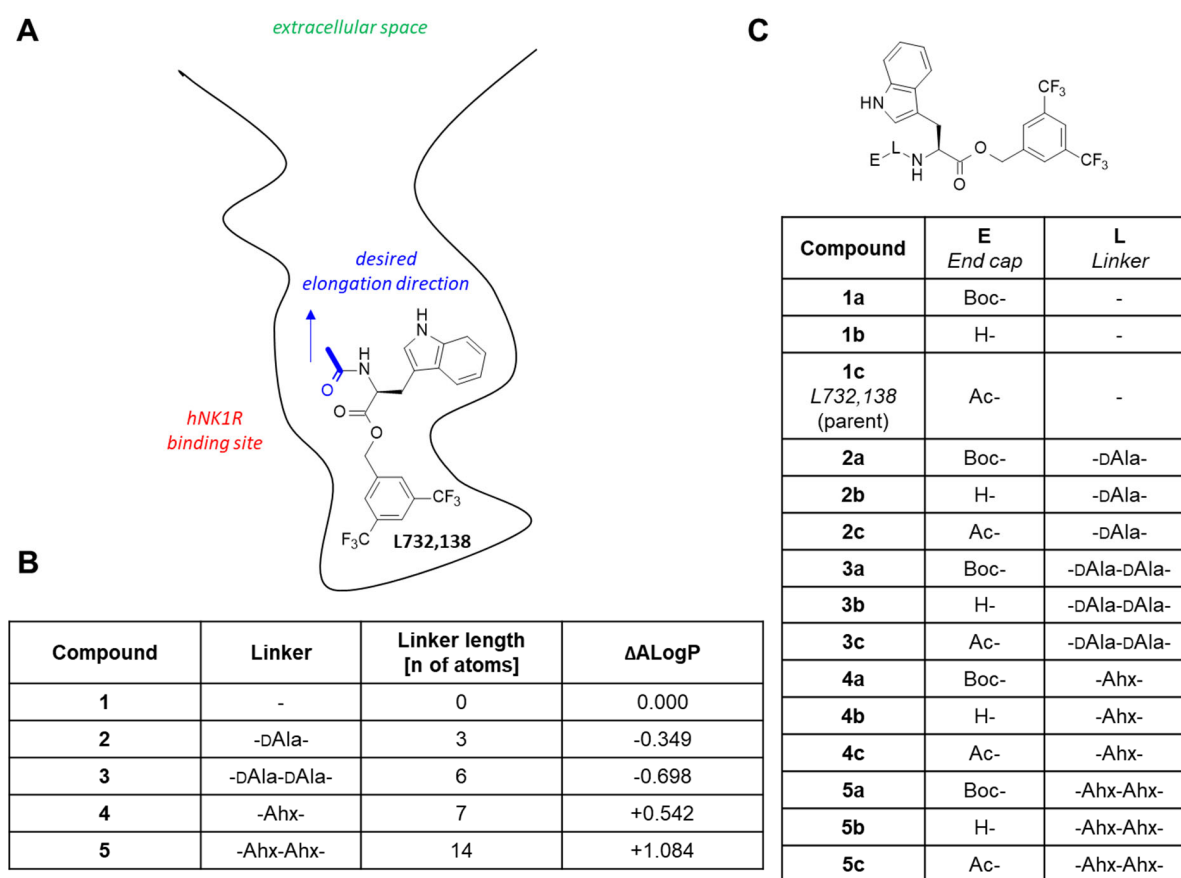 A
extracellular space
desired
elongation direction
H
N
H
N
O
O
O
hNK1R
binding site
CF3
F3C
L732,138
B
Compound Linker Linker length ΔALogP
[n of atoms]
1 - 0 0.000
2 -DAla- 3 -0.349
3 -DAla-DAla- 6 -0.698
4 -Ahx- 7 +0.542
5 -Ahx-Ahx- 14 +1.084
C
CF3
HN
E L N O CF3
H O
Compound E L
End cap Linker
1a Boc- -
1b H- -
1c
L732,138 Ac- -
(parent)
2a Boc- -DAla-
2b H- -DAla-
2c Ac- -DAla-
3a Boc- -DAla-DAla-
3b H- -DAla-DAla-
3c Ac- -DAla-DAla-
4a Boc- -Ahx-
4b H- -Ahx-
4c Ac- -Ahx-
5a Boc- -Ahx-Ahx-
5b H- -Ahx-Ahx-
5c Ac- -Ahx-Ahx-